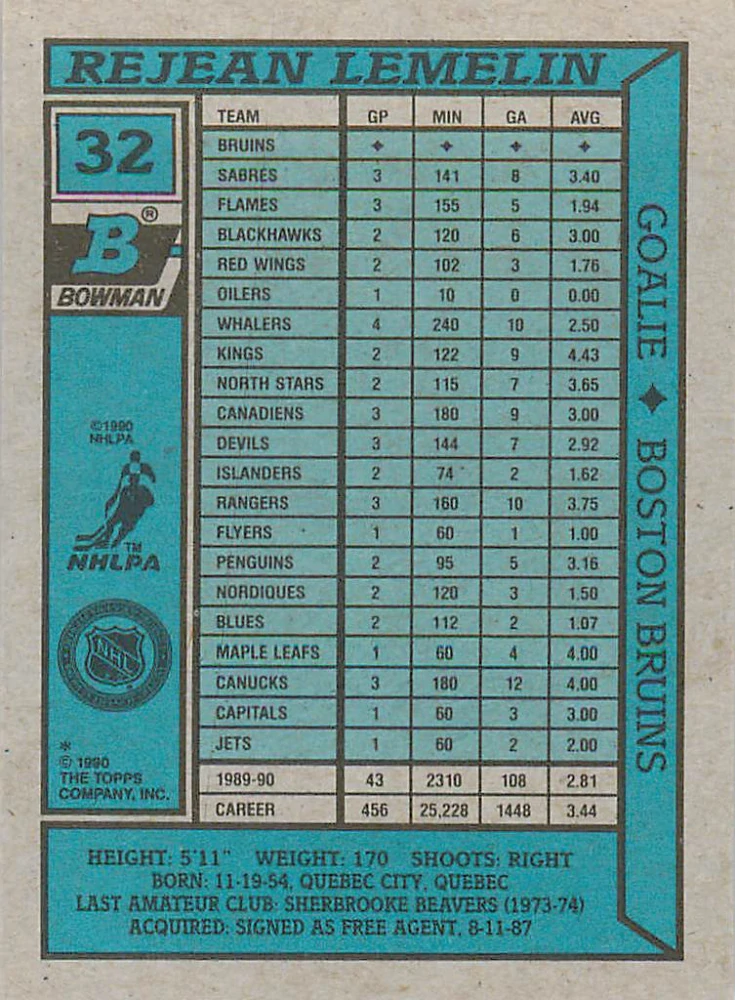 REJEAN LEMELIN
32
B®
BOWMAN
©1990
NHLPA
TM
NHLPA
NHL
*
© 1990
THE TOPPS
COMPANY, INC.
TEAM GP MIN GA AVG
BRUINS ✦ ✦ ✦ ✦
SABRES 3 141 8 3.40
FLAMES 3 155 5 1.94
BLACKHAWKS 2 120 6 3.00
RED WINGS 2 102 3 1.76
OILERS 1 10 0 0.00
WHALERS 4 240 10 2.50
KINGS 2 122 9 4.43
NORTH STARS 2 115 7 3.65
CANADIENS 3 180 9 3.00
DEVILS 3 144 7 2.92
ISLANDERS 2 74 2 1.62
RANGERS 3 160 10 3.75
FLYERS 1 60 1 1.00
PENGUINS 2 95 5 3.16
NORDIQUES 2 120 3 1.50
BLUES 2 112 2 1.07
MAPLE LEAFS 1 60 4 4.00
CANUCKS 3 180 12 4.00
CAPITALS 1 60 3 3.00
JETS 1 60 2 2.00
1989-90 43 2310 108 2.81
CAREER 456 25,228 1448 3.44
GOALIE ✦ BOSTON BRUINS
HEIGHT: 5'11" WEIGHT: 170 SHOOTS: RIGHT
BORN: 11-19-54, QUEBEC CITY, QUEBEC
LAST AMATEUR CLUB: SHERBROOKE BEAVERS (1973-74)
ACQUIRED: SIGNED AS FREE AGENT, 8-11-87